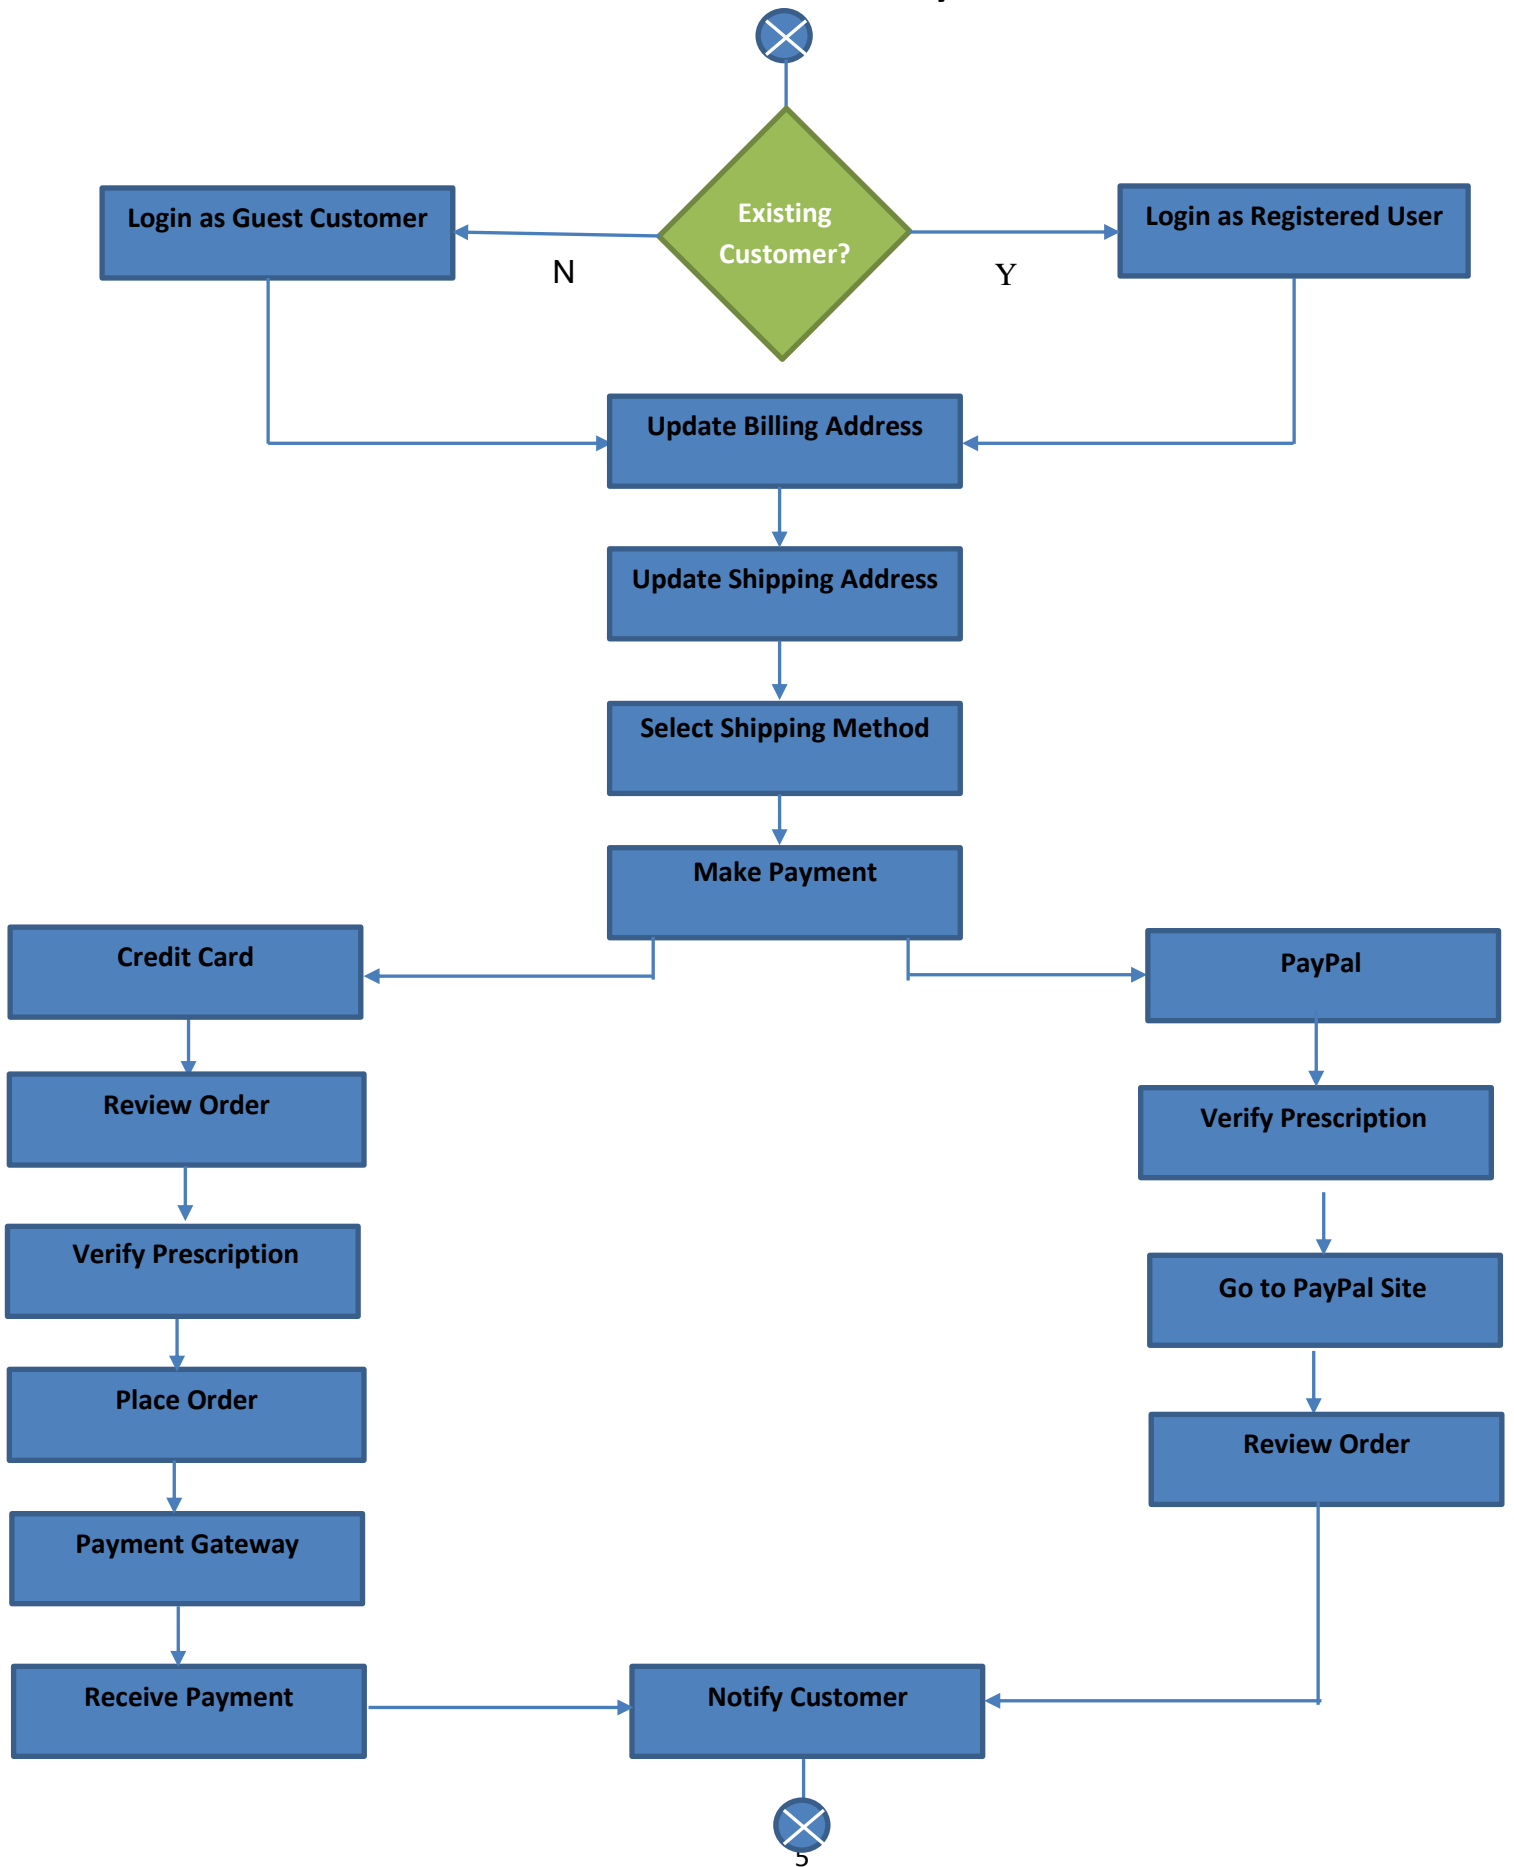 Existing
Customer?
Login as Guest Customer
Login as Registered User
N
Y
Update Billing Address
Update Shipping Address
Select Shipping Method
Make Payment
Credit Card
PayPal
Review Order
Verify Prescription
Verify Prescription
Go to PayPal Site
Place Order
Review Order
Payment Gateway
Receive Payment
Notify Customer
5